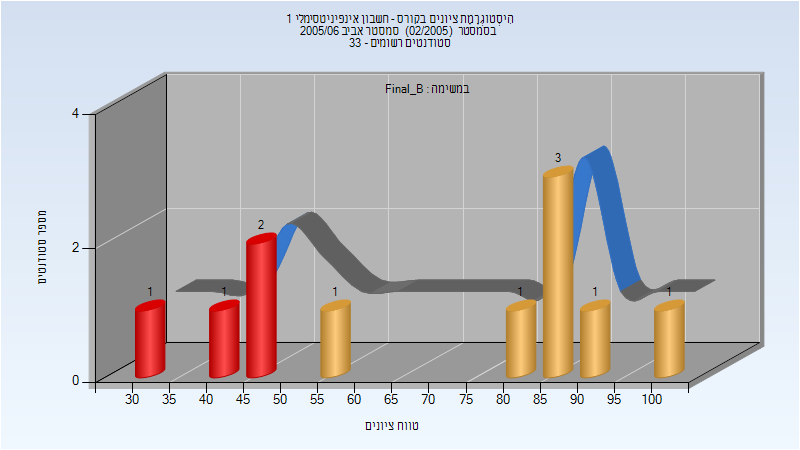 היסטוגרמת ציונים בקורס - חשבון אינפיניטסימלי 1
בסמסטר (02/2005) סמסטר אביב 2005/06
סטודנטים רשומים - 33
במשימה : Final_B
מספר סטודנטים
4
2
0
1
1
2
1
1
3
1
1
30 35 40 45 50 55 60 65 70 75 80 85 90 95 100
טווח ציונים